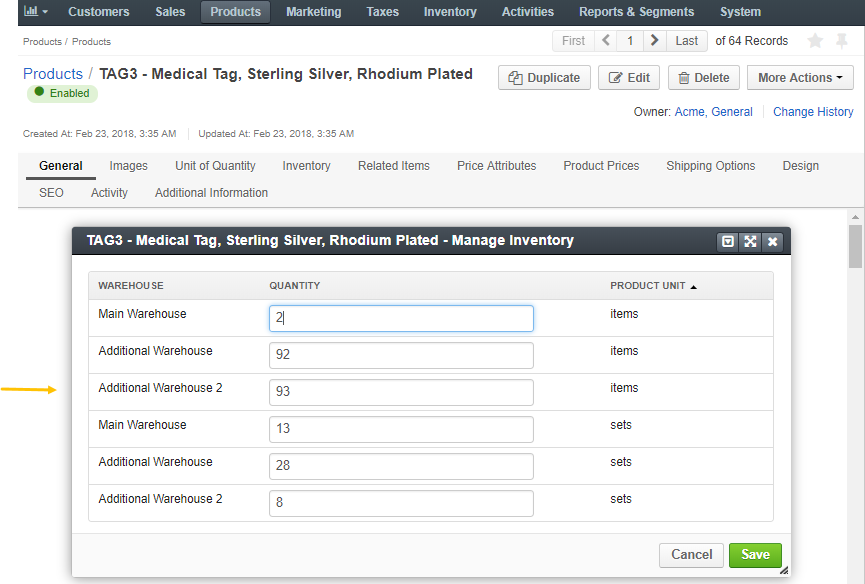 Customers Sales Products Marketing Taxes Inventory Activities Reports & Segments System
Products / Products First 1 Last of 64 Records
Products / TAG3 - Medical Tag, Sterling Silver, Rhodium Plated Duplicate Edit Delete More Actions
Enabled
Owner: Acme, General Change History
Created At: Feb 23, 2018, 3:35 AM Updated At: Feb 23, 2018, 3:35 AM
General Images Unit of Quantity Inventory Related Items Price Attributes Product Prices Shipping Options Design
SEO Activity Additional Information
TAG3 - Medical Tag, Sterling Silver, Rhodium Plated - Manage Inventory
WAREHOUSE QUANTITY PRODUCT UNIT
Main Warehouse 2 items
Additional Warehouse 92 items
Additional Warehouse 2 93 items
Main Warehouse 13 sets
Additional Warehouse 28 sets
Additional Warehouse 2 8 sets
Cancel Save